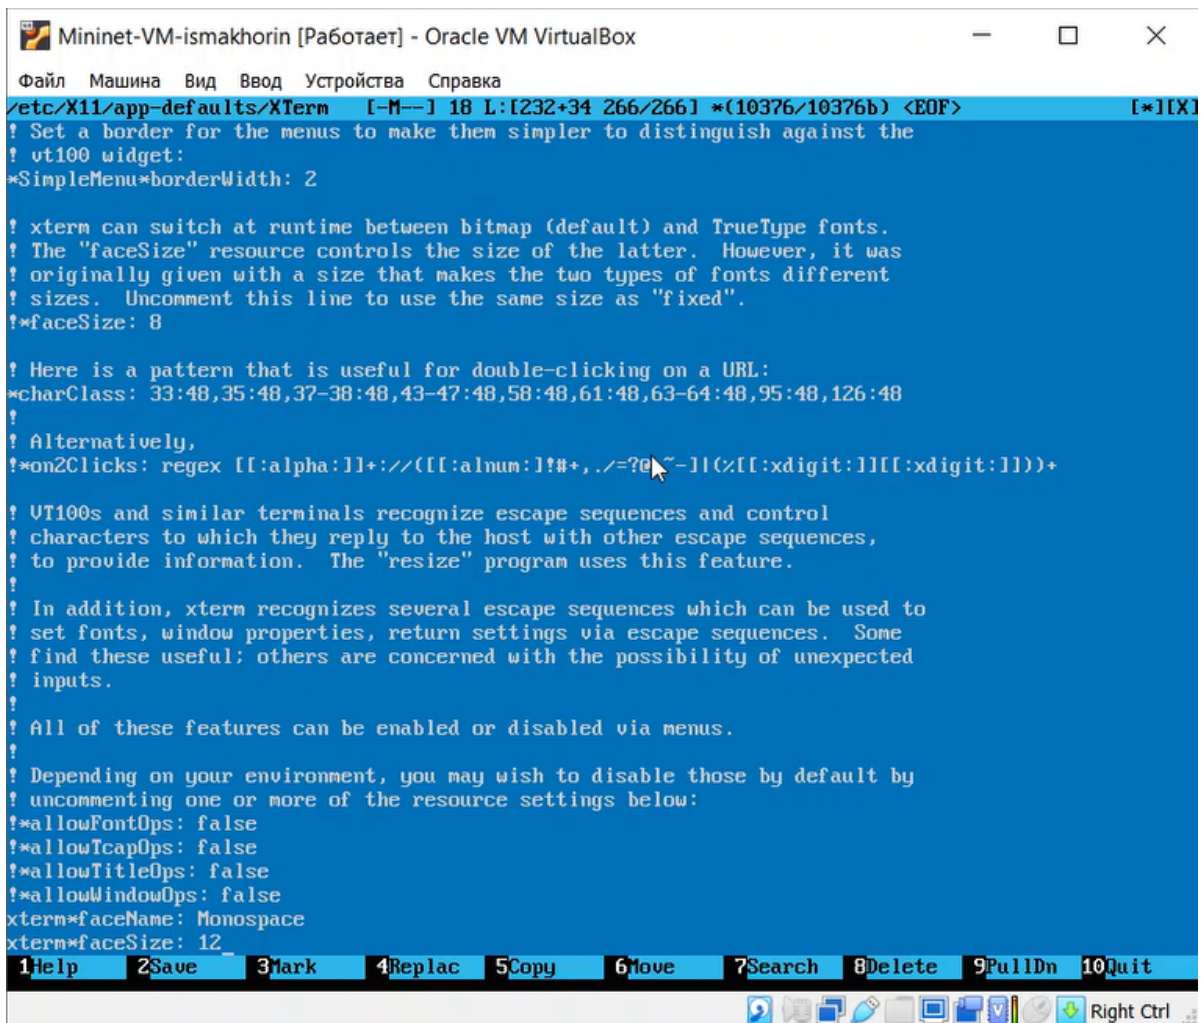 Mininet-VM-ismakhorin [Работает] - Oracle VM VirtualBox
Файл Машина Вид Ввод Устройства Справка
/etc/X11/app-defaults/XTerm [-M--] 18 L:[232+34 266/266] *(10376/10376b) <EOF> [*][X]
! Set a border for the menus to make them simpler to distinguish against the
! vt100 widget:
*SimpleMenu*borderWidth: 2
! xterm can switch at runtime between bitmap (default) and TrueType fonts.
! The "faceSize" resource controls the size of the latter. However, it was
! originally given with a size that makes the two types of fonts different
! sizes. Uncomment this line to use the same size as "fixed".
!*faceSize: 8
! Here is a pattern that is useful for double-clicking on a URL:
*charClass: 33:48,35:48,37-38:48,43-47:48,58:48,61:48,63-64:48,95:48,126:48
!
! Alternatively,
!*on2Clicks: regex [[:alpha:]]+://([[:alnum:]!#+,./=?@~-]|(%[[:xdigit:]][[:xdigit:]]))+
! VT100s and similar terminals recognize escape sequences and control
! characters to which they reply to the host with other escape sequences,
! to provide information. The "resize" program uses this feature.
!
! In addition, xterm recognizes several escape sequences which can be used to
! set fonts, window properties, return settings via escape sequences. Some
! find these useful; others are concerned with the possibility of unexpected
! inputs.
!
! All of these features can be enabled or disabled via menus.
!
! Depending on your environment, you may wish to disable those by default by
! uncommenting one or more of the resource settings below:
!*allowFontOps: false
!*allowTcapOps: false
!*allowTitleOps: false
!*allowWindowOps: false
xterm*faceName: Monospace
xterm*faceSize: 12_
1Help 2Save 3Mark 4Replac 5Copy 6Move 7Search 8Delete 9PullDn 10Quit
Right Ctrl